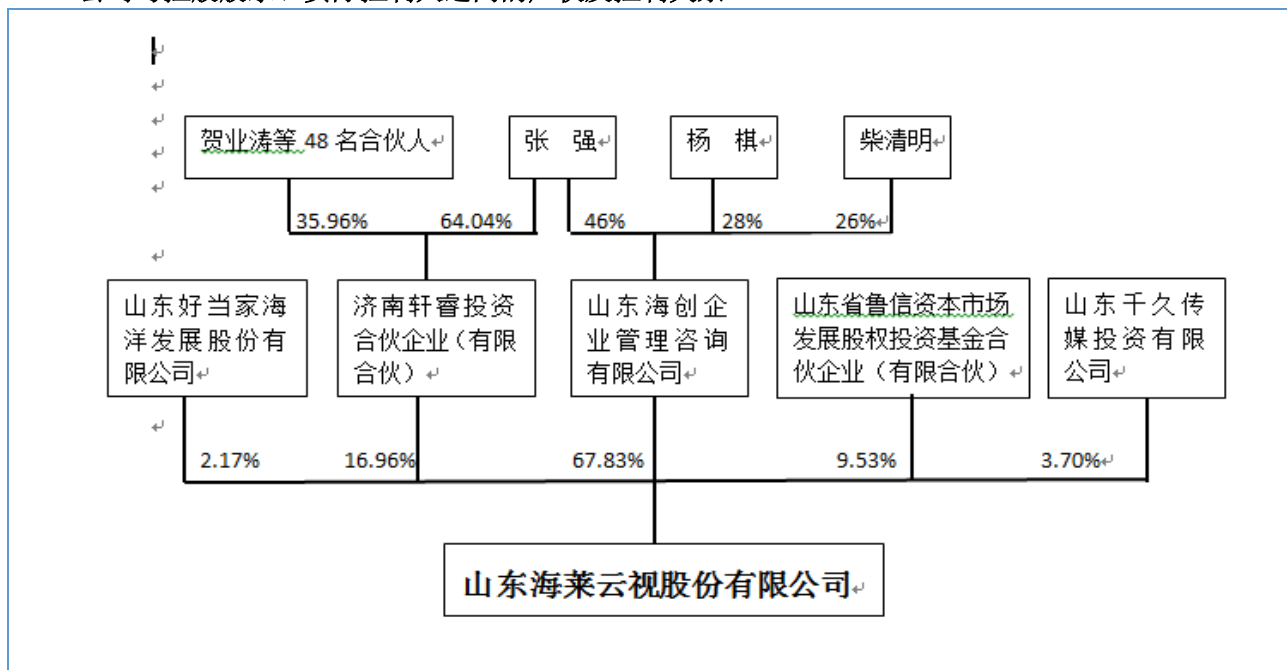 贺业涛等 48 名合伙人
张 强
杨 棋
柴清明
35.96%
64.04%
46%
28%
26%
山东好当家海
洋发展股份有
限公司
济南轩睿投资
合伙企业（有限
合伙）
山东海创企
业管理咨询
有限公司
山东省鲁信资本市场
发展股权投资基金合
伙企业（有限合伙）
山东千久传
媒投资有限
公司
2.17%
16.96%
67.83%
9.53%
3.70%
山东海莱云视股份有限公司